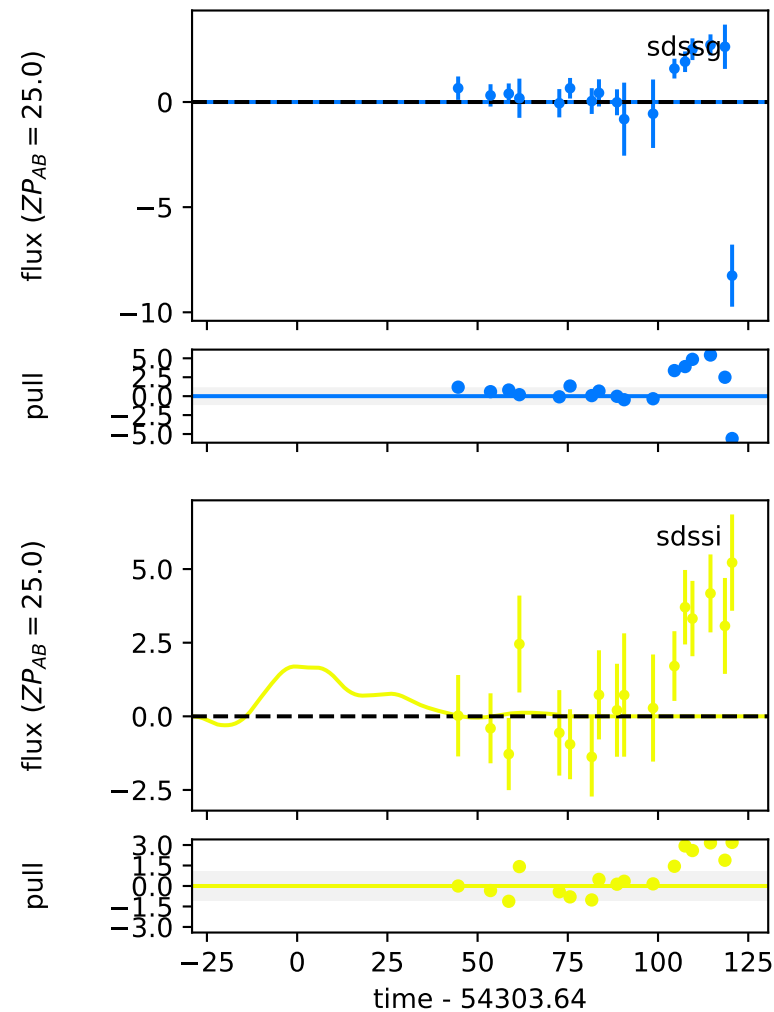 sdssg
flux (ZP_AB = 25.0)
0
−5
−10
pull
5.0
2.5
0.0
−2.5
−5.0
sdssi
flux (ZP_AB = 25.0)
5.0
2.5
0.0
−2.5
pull
3.0
1.5
0.0
−1.5
−3.0
−25 0 25 50 75 100 125
time - 54303.64